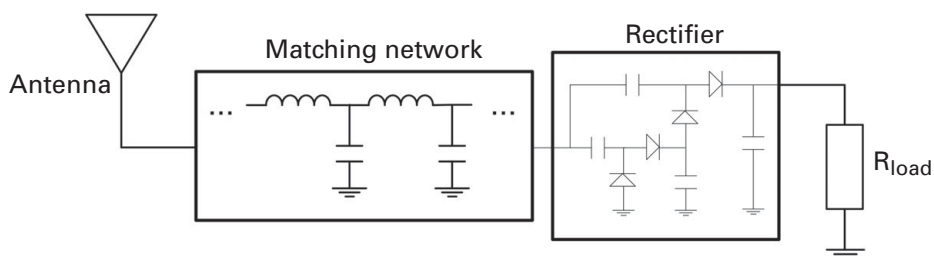 Antenna
Matching network
...
...
Rectifier
R_load